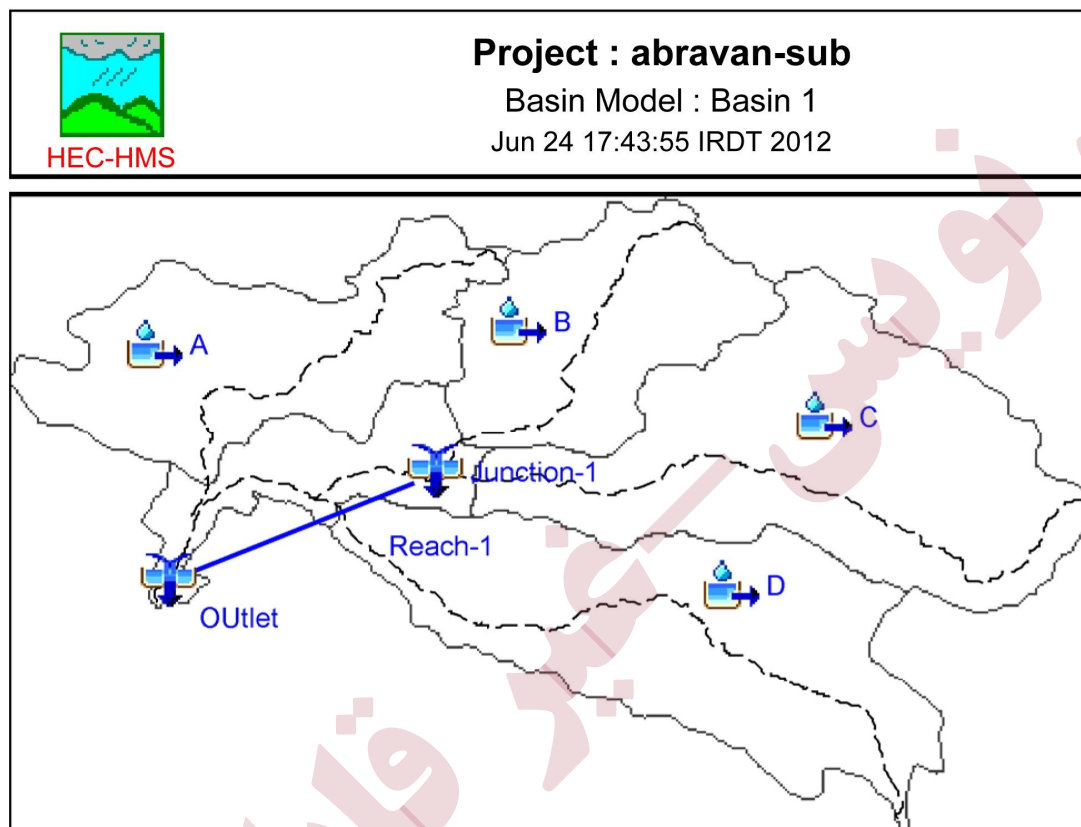 Project : abravan-sub
Basin Model : Basin 1
Jun 24 17:43:55 IRDT 2012
HEC-HMS
A
B
C
Junction-1
Reach-1
D
OUtlet